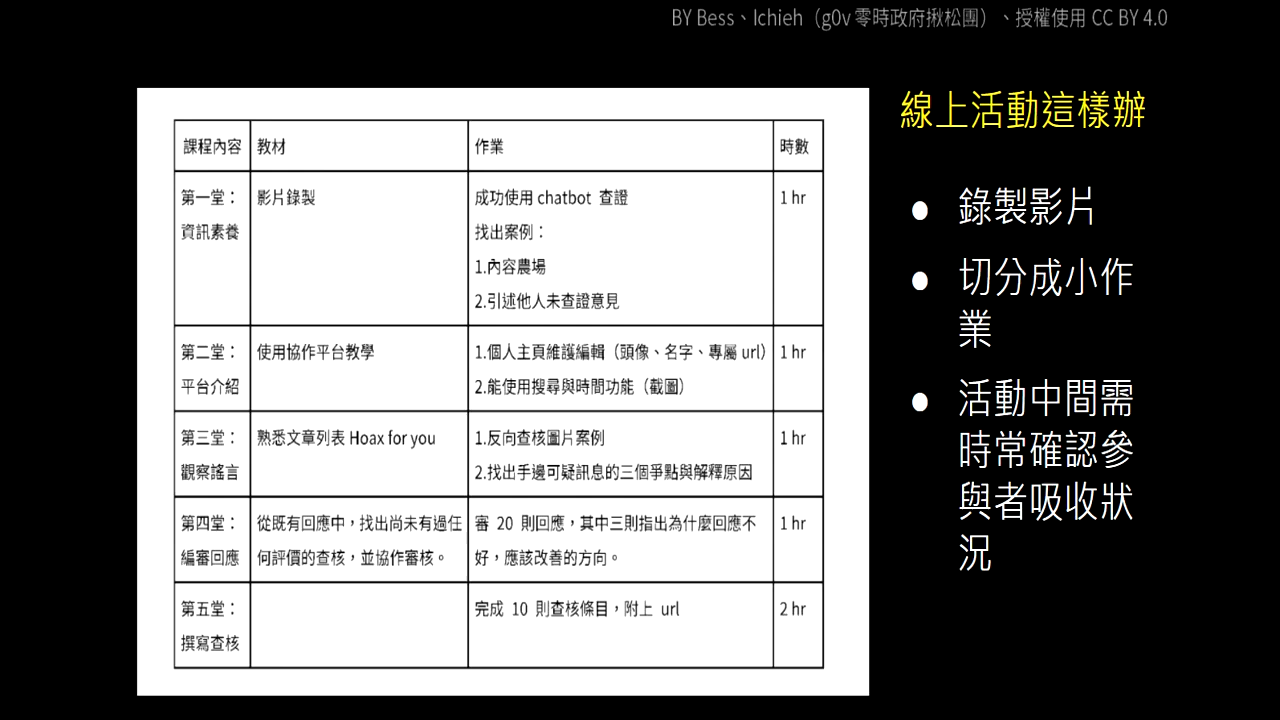 BY Bess、Ichieh（g0v 零時政府揪松團）、授權使用 CC BY 4.0
課程內容 教材 作業 時數
第一堂： 影片錄製 成功使用 chatbot 查證 1 hr
資訊素養 找出案例：
1.內容農場
2.引述他人未查證意見
第二堂： 使用協作平台教學 1.個人主頁維護編輯（頭像、名字、專屬 url） 1 hr
平台介紹 2.能使用搜尋與時間功能（截圖）
第三堂： 熟悉文章列表 Hoax for you 1.反向查核圖片案例 1 hr
觀察謠言 2.找出手邊可疑訊息的三個爭點與解釋原因
第四堂： 從既有回應中，找出尚未有過任 審 20 則回應，其中三則指出為什麼回應不 1 hr
編審回應 何評價的查核，並協作審核。 好，應該改善的方向。
第五堂： 完成 10 則查核條目，附上 url 2 hr
撰寫查核
線上活動這樣辦
● 錄製影片
● 切分成小作
業
● 活動中間需
時常確認參
與者吸收狀
況